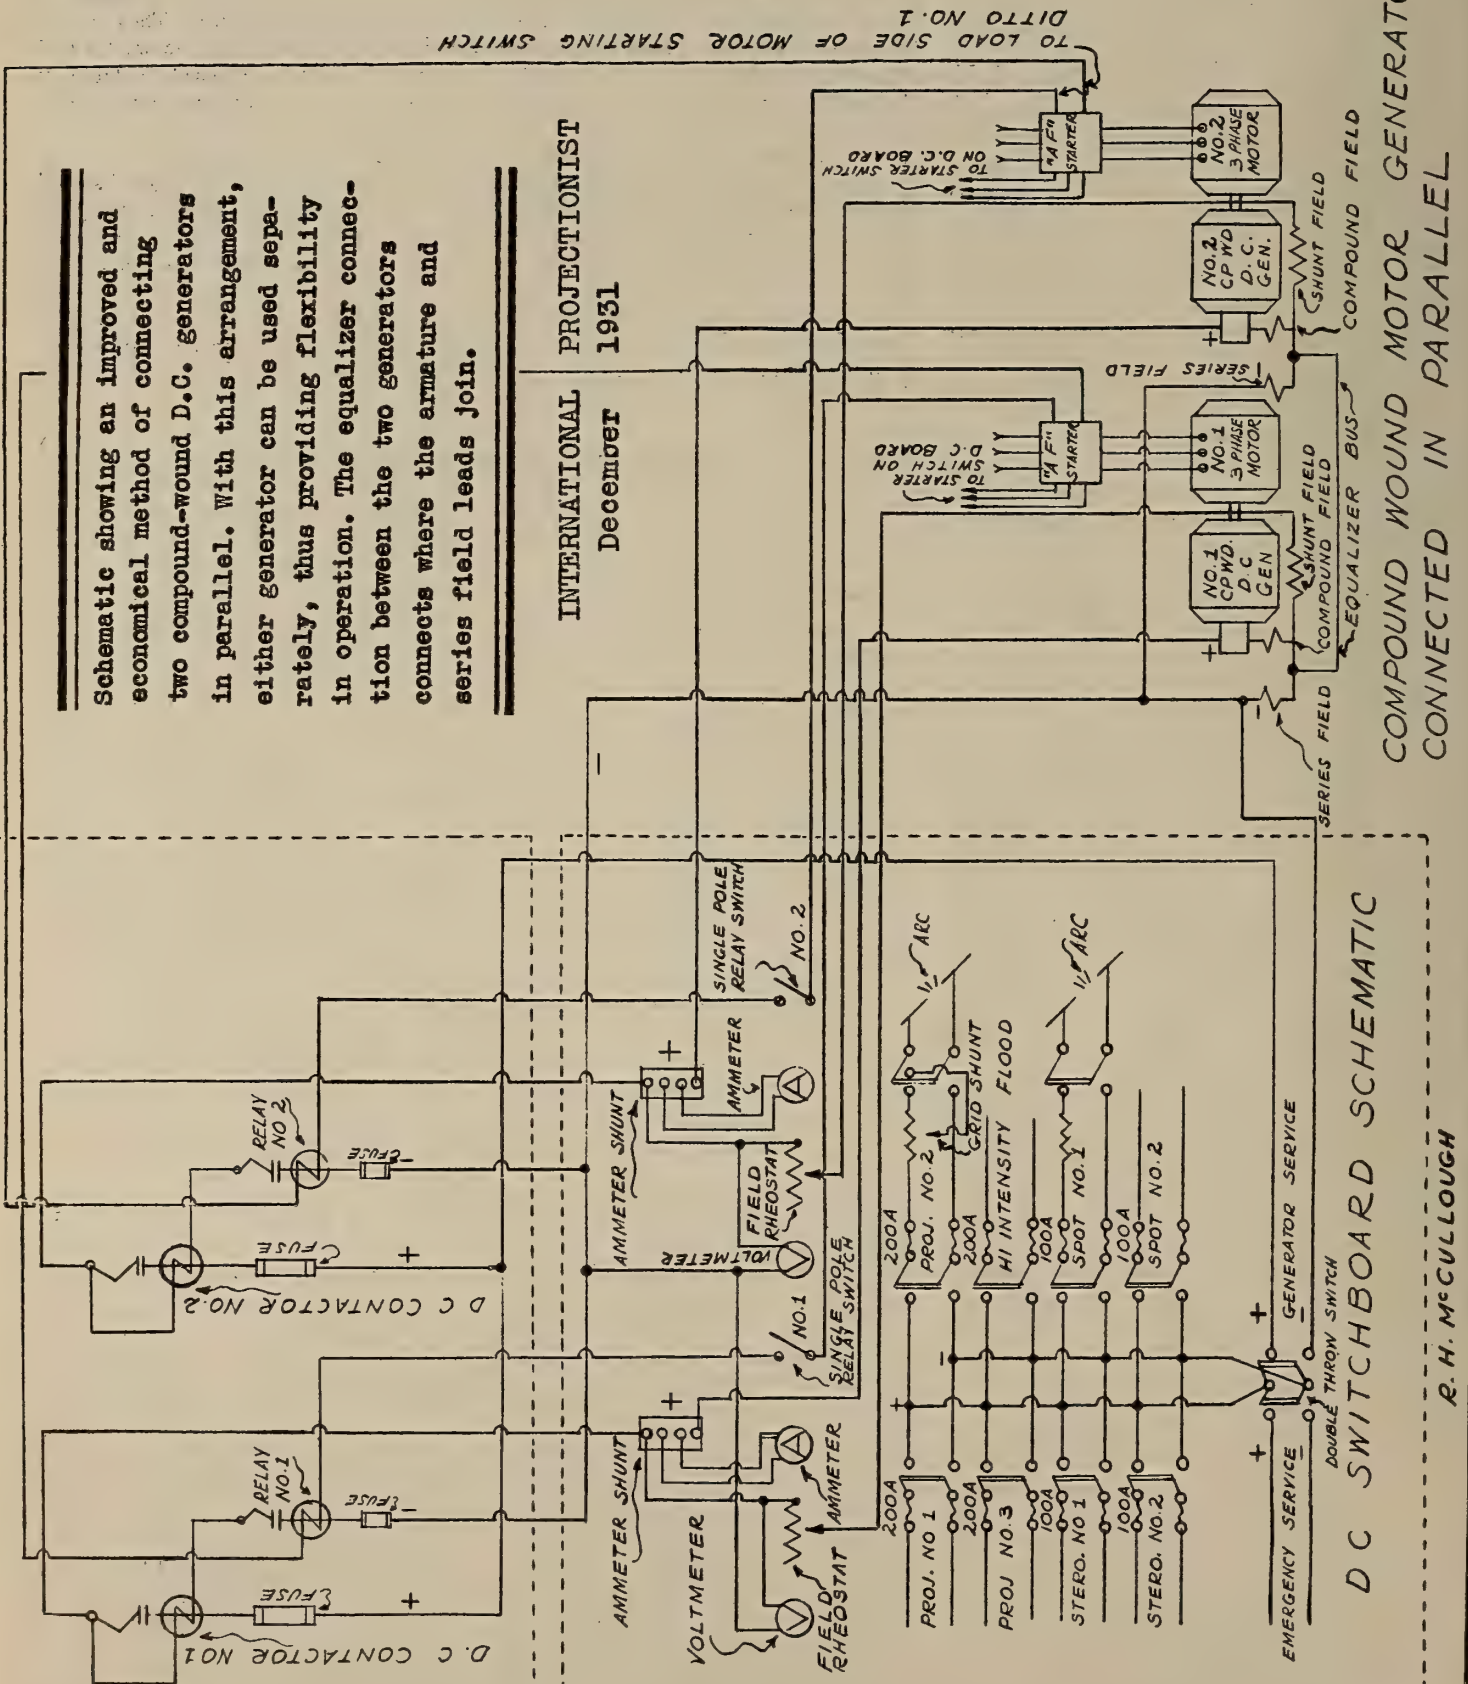 Schematic showing an improved and
economical method of connecting
two compound-wound D.C. generators
in parallel. With this arrangement,
either generator can be used sepa-
rately, thus providing flexibility
in operation. The equalizer connec-
tion between the two generators
connects where the armature and
series field leads join.
INTERNATIONAL PROJECTIONIST
December 1931
TO LOAD SIDE OF MOTOR STARTING SWITCH
DITTO NO. 1
RELAY
NO 2
C FUSE
C FUSE
+
−
D C CONTACTOR NO. 2
RELAY
NO. 1
C FUSE
C FUSE
+
−
D. C CONTACTOR NO1
−
SINGLE POLE
RELAY SWITCH
NO. 2
+
AMMETER
A
AMMETER SHUNT
FIELD
RHEOSTAT
VOLTMETER
V
NO.1
SINGLE POLE
RELAY SWITCH
+
AMMETER SHUNT
A
AMMETER
VOLTMETER
V
FIELD
RHEOSTAT
TO STARTER SWITCH
ON D.C. BOARD
"AF"
STARTER
NO.2
3 PHASE
MOTOR
NO.2
CP WD
D. C.
GEN.
+
SHUNT FIELD
COMPOUND FIELD
SERIES FIELD
−
TO STARTER
SWITCH ON
D.C BOARD
"AF"
STARTER
NO.1
3 PHASE
MOTOR
NO. 1
CPWD.
D. C
GEN
+
SHUNT FIELD
COMPOUND FIELD
EQUALIZER BUS
−
SERIES FIELD
ARC
200A
PROJ. NO.2
GRID SHUNT
200A
HI INTENSITY FLOOD
ARC
100A
SPOT NO.1
100A
SPOT NO.2
+
−
200A
PROJ. NO 1
200A
PROJ NO.3
100A
STERO. NO 1
100A
STERO. NO.2
+
GENERATOR SERVICE
−
DOUBLE THROW SWITCH
+
EMERGENCY SERVICE
−
D C SWITCHBOARD SCHEMATIC
COMPOUND WOUND MOTOR GENERATO
CONNECTED IN PARALLEL
R. H. McCULLOUGH